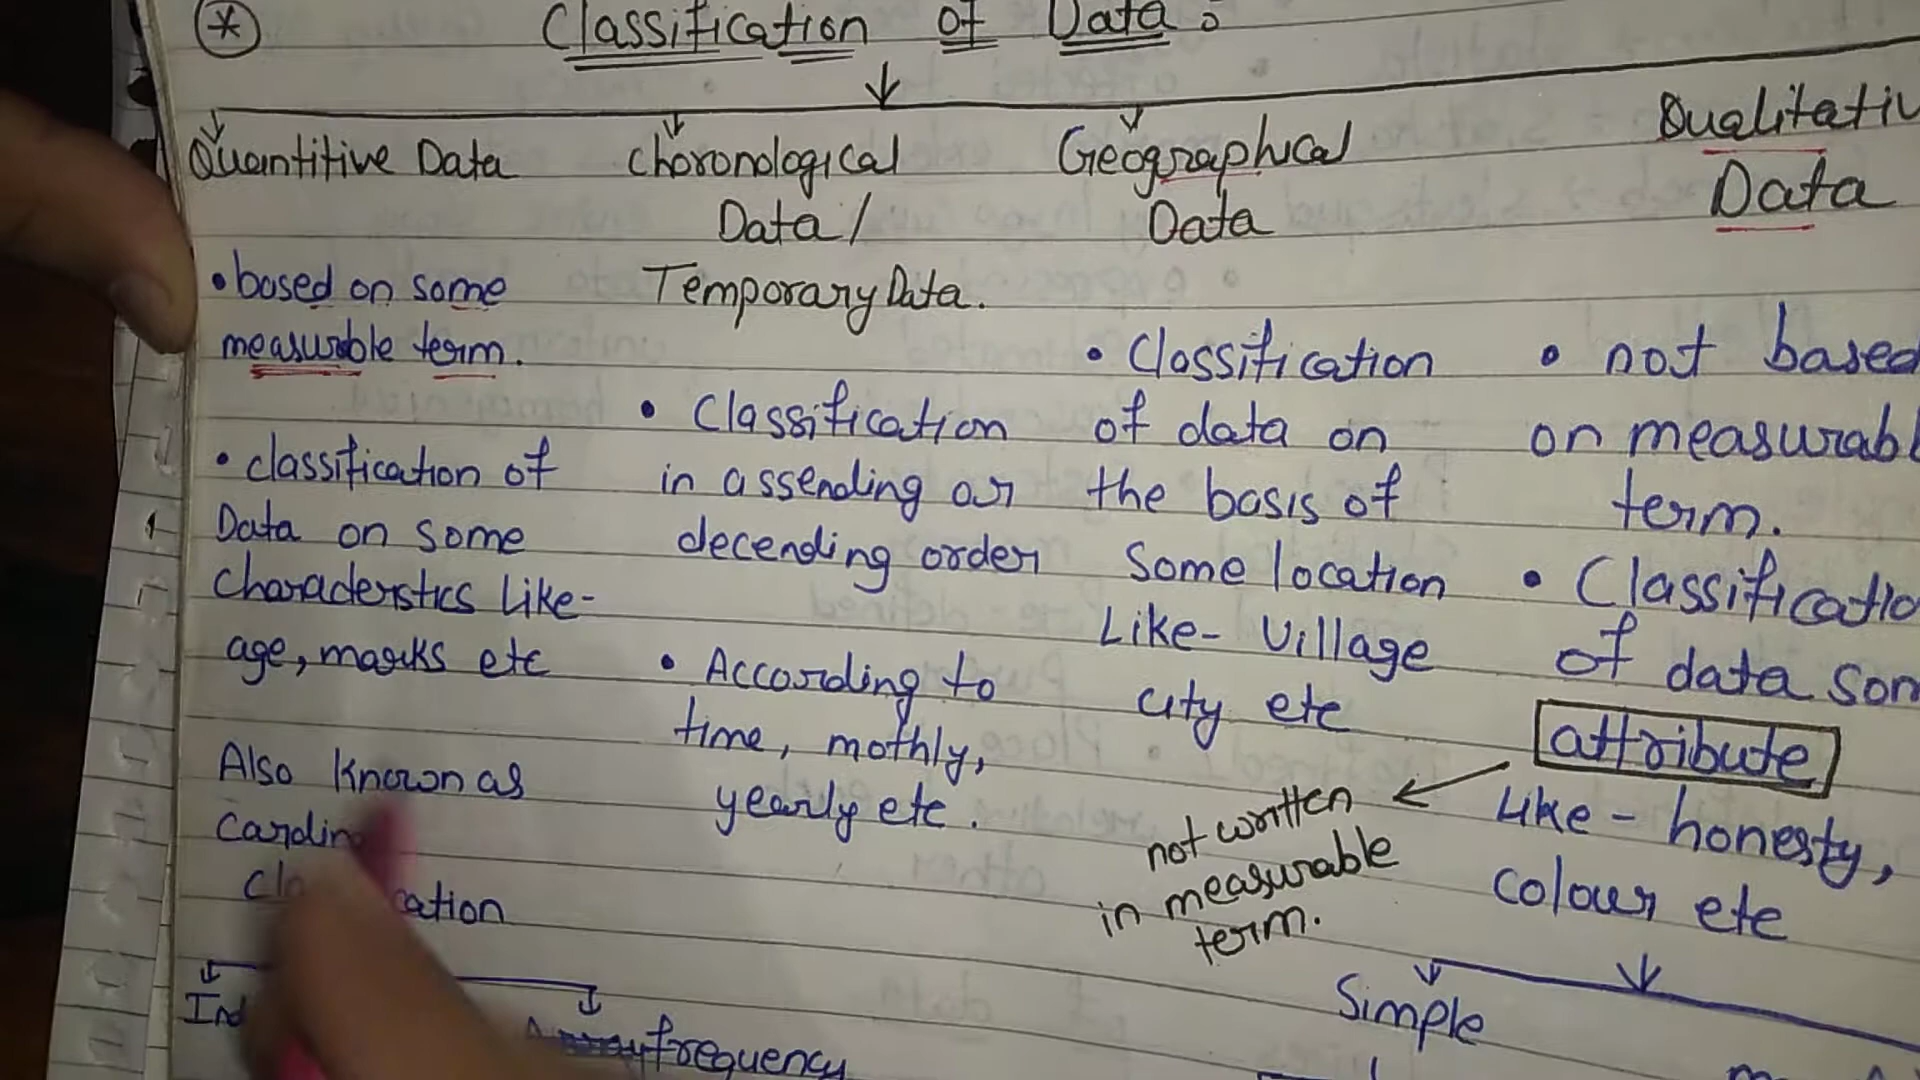 Classification of Data:
Quantitive Data
• based on some
measurable term.
• classification of
Data on some
Characterstics Like-
age, marks etc
Also Known as
Choronological
Data /
Temporary Data.
• Classification
in assending or
decending order
• According to
time, mothly,
yearly etc.
Geographical
Data
• Classification
of data on
the basis of
Some location
Like- Village
city etc
Qualitativ
Data
• not based
on measurabl
term.
• Classificatio
of data som
attribute
Like - honesty,
Colour etc
not written
in measurable
term.
Simple
frequency